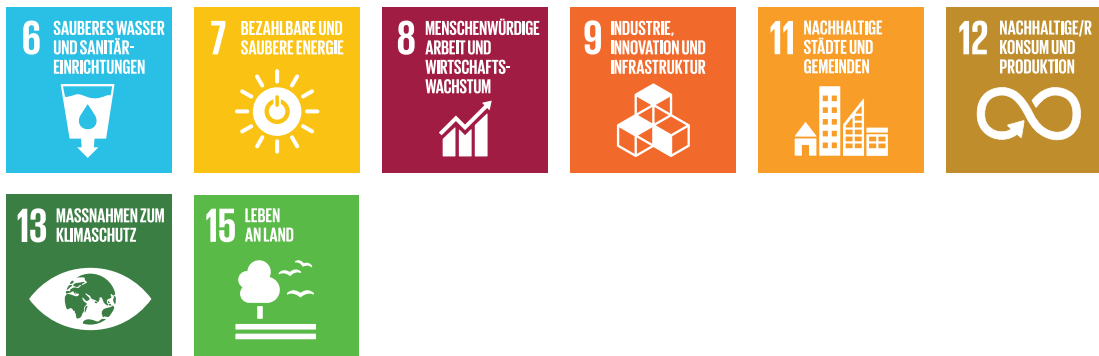 6 SAUBERES WASSER
UND SANITÄR-
EINRICHTUNGEN
7 BEZAHLBARE UND
SAUBERE ENERGIE
8 MENSCHENWÜRDIGE
ARBEIT UND
WIRTSCHAFTS-
WACHSTUM
9 INDUSTRIE,
INNOVATION UND
INFRASTRUKTUR
11 NACHHALTIGE
STÄDTE UND
GEMEINDEN
12 NACHHALTIGE/R
KONSUM UND
PRODUKTION
13 MASSNAHMEN ZUM
KLIMASCHUTZ
15 LEBEN
AN LAND